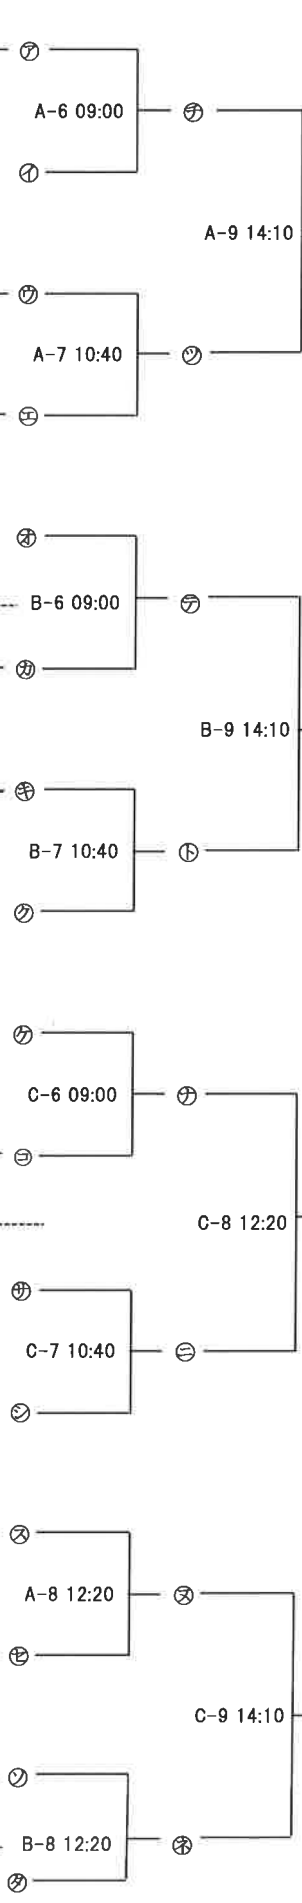 ㋐
A-6 09:00
㋠
㋑
A-9 14:10
㋒
A-7 10:40
㋡
㋓
㋔
B-6 09:00
㋢
㋕
B-9 14:10
㋖
B-7 10:40
㋣
㋗
㋘
C-6 09:00
㋤
㋙
C-8 12:20
㋚
C-7 10:40
㋥
㋛
㋜
A-8 12:20
㋦
㋝
C-9 14:10
㋞
B-8 12:20
㋧
㋟